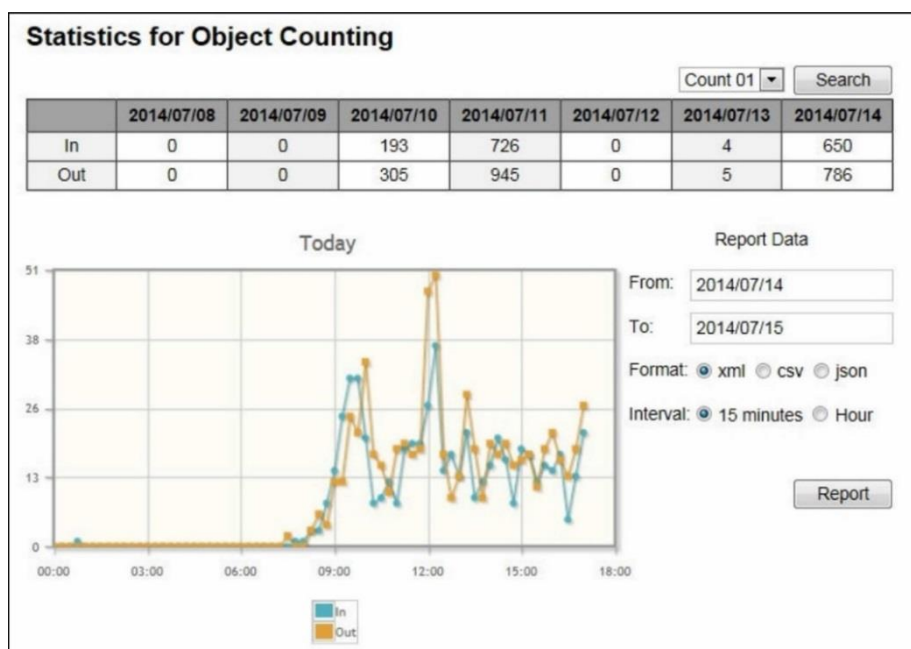 Statistics for Object Counting
Count 01 Search
2014/07/08 2014/07/09 2014/07/10 2014/07/11 2014/07/12 2014/07/13 2014/07/14
In 0 0 193 726 0 4 650
Out 0 0 305 945 0 5 786
Today
51
38
26
13
0
00:00 03:00 06:00 09:00 12:00 15:00 18:00
In
Out
Report Data
From: 2014/07/14
To: 2014/07/15
Format: xml csv json
Interval: 15 minutes Hour
Report